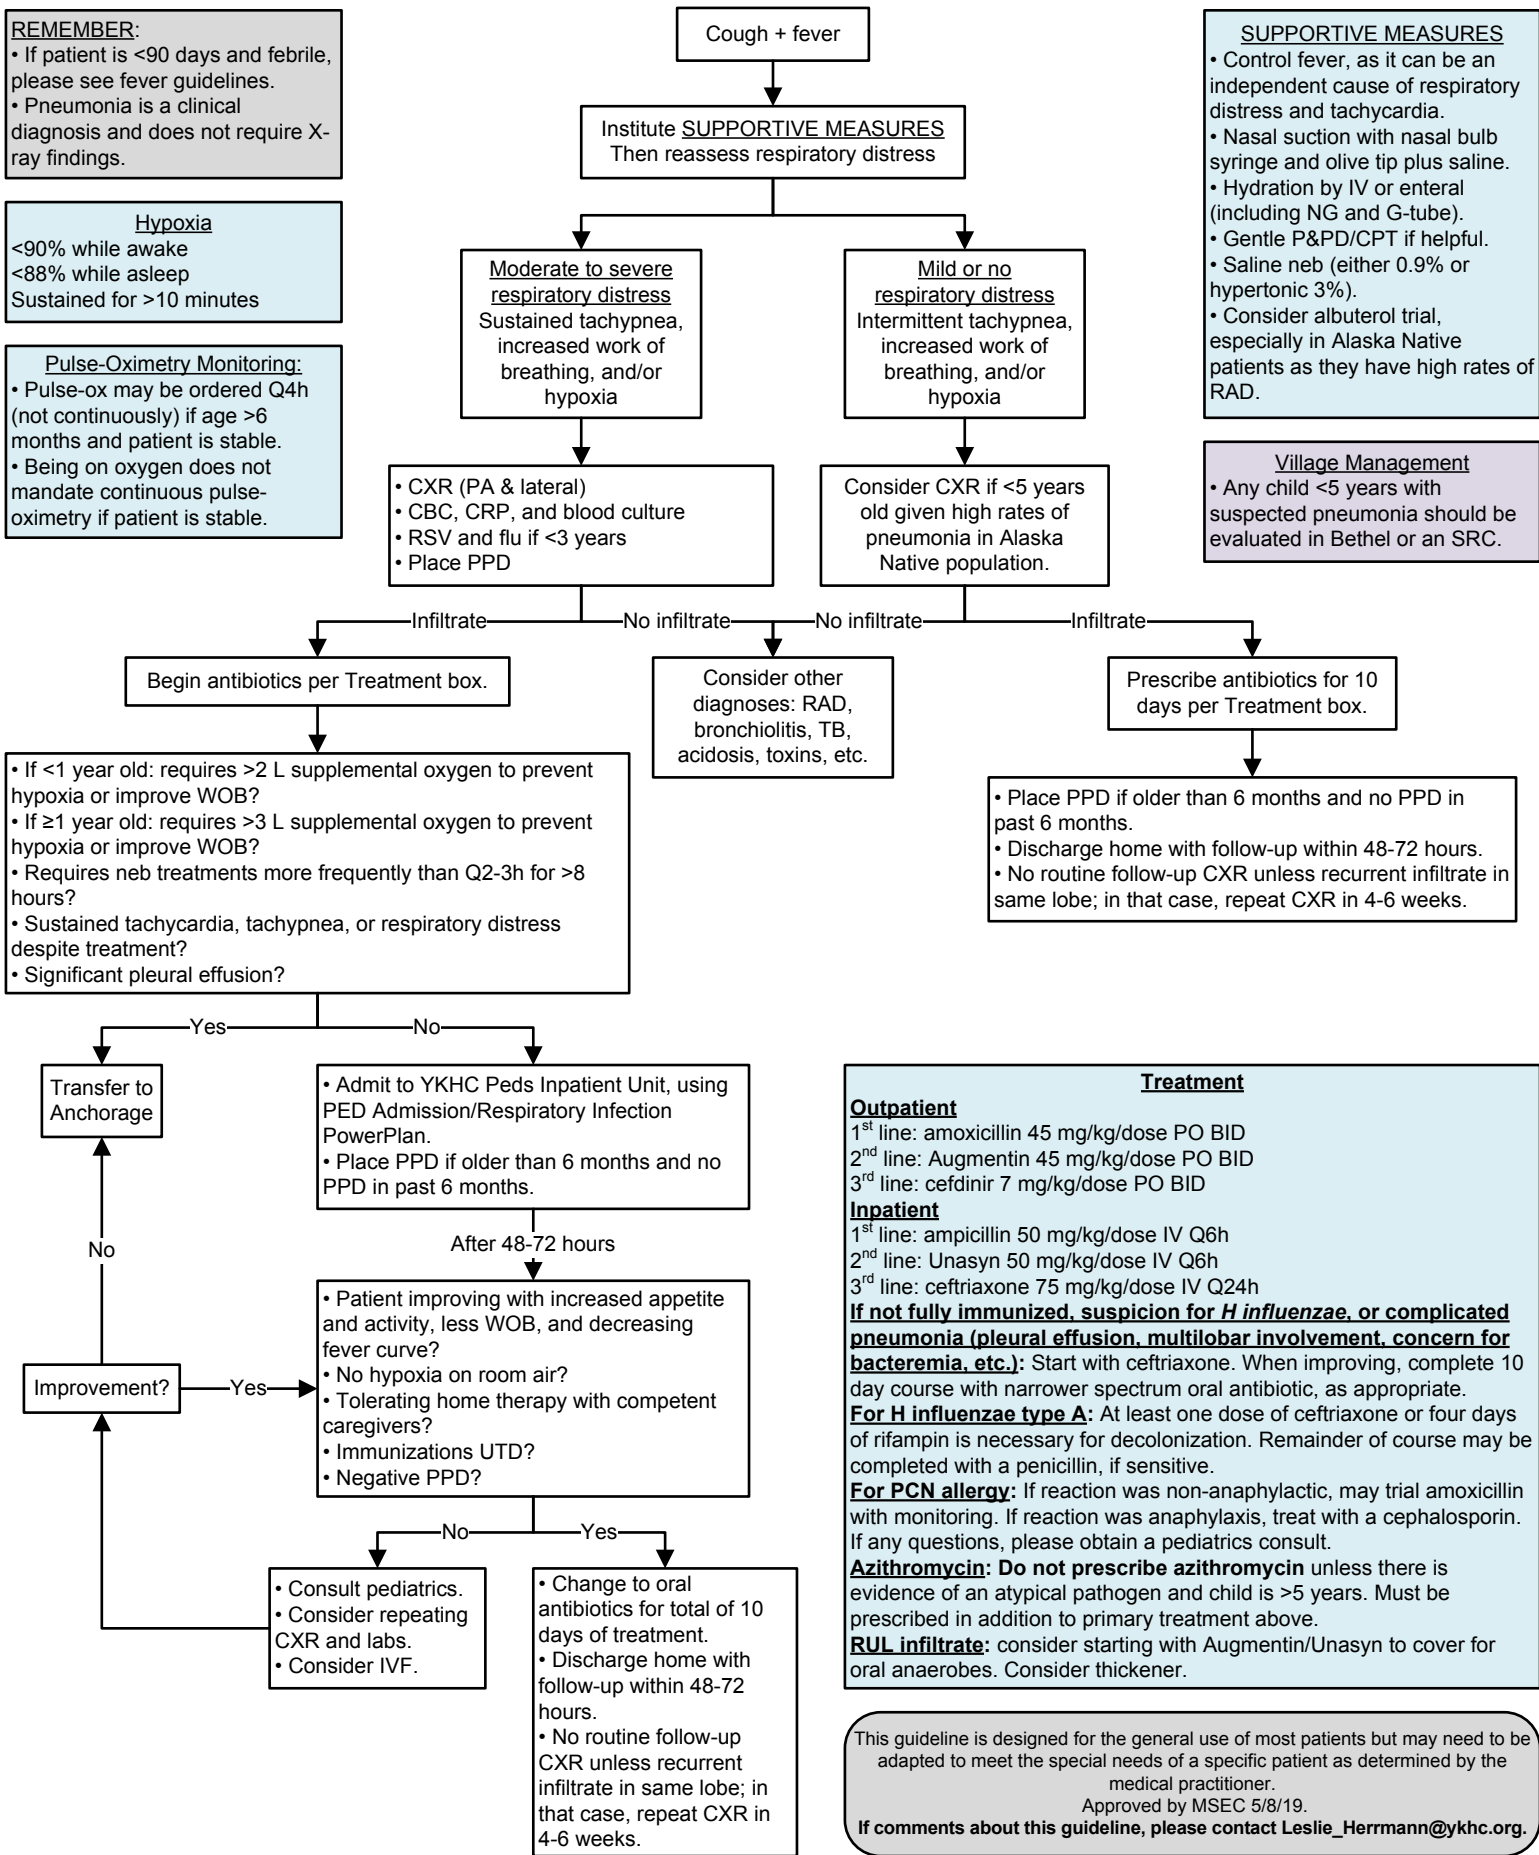 REMEMBER:
• If patient is <90 days and febrile,
please see fever guidelines.
• Pneumonia is a clinical
diagnosis and does not require X-
ray findings.
Hypoxia
<90% while awake
<88% while asleep
Sustained for >10 minutes
Pulse-Oximetry Monitoring:
• Pulse-ox may be ordered Q4h
(not continuously) if age >6
months and patient is stable.
• Being on oxygen does not
mandate continuous pulse-
oximetry if patient is stable.
Cough + fever
Institute SUPPORTIVE MEASURES
Then reassess respiratory distress
Moderate to severe
respiratory distress
Sustained tachypnea,
increased work of
breathing, and/or
hypoxia
Mild or no
respiratory distress
Intermittent tachypnea,
increased work of
breathing, and/or
hypoxia
SUPPORTIVE MEASURES
• Control fever, as it can be an
independent cause of respiratory
distress and tachycardia.
• Nasal suction with nasal bulb
syringe and olive tip plus saline.
• Hydration by IV or enteral
(including NG and G-tube).
• Gentle P&PD/CPT if helpful.
• Saline neb (either 0.9% or
hypertonic 3%).
• Consider albuterol trial,
especially in Alaska Native
patients as they have high rates of
RAD.
Village Management
• Any child <5 years with
suspected pneumonia should be
evaluated in Bethel or an SRC.
• CXR (PA & lateral)
• CBC, CRP, and blood culture
• RSV and flu if <3 years
• Place PPD
Consider CXR if <5 years
old given high rates of
pneumonia in Alaska
Native population.
Infiltrate
No infiltrate
No infiltrate
Infiltrate
Begin antibiotics per Treatment box.
Consider other
diagnoses: RAD,
bronchiolitis, TB,
acidosis, toxins, etc.
Prescribe antibiotics for 10
days per Treatment box.
• If <1 year old: requires >2 L supplemental oxygen to prevent
hypoxia or improve WOB?
• If ≥1 year old: requires >3 L supplemental oxygen to prevent
hypoxia or improve WOB?
• Requires neb treatments more frequently than Q2-3h for >8
hours?
• Sustained tachycardia, tachypnea, or respiratory distress
despite treatment?
• Significant pleural effusion?
• Place PPD if older than 6 months and no PPD in
past 6 months.
• Discharge home with follow-up within 48-72 hours.
• No routine follow-up CXR unless recurrent infiltrate in
same lobe; in that case, repeat CXR in 4-6 weeks.
Yes
No
Transfer to
Anchorage
• Admit to YKHC Peds Inpatient Unit, using
PED Admission/Respiratory Infection
PowerPlan.
• Place PPD if older than 6 months and no
PPD in past 6 months.
No
After 48-72 hours
• Patient improving with increased appetite
and activity, less WOB, and decreasing
fever curve?
• No hypoxia on room air?
• Tolerating home therapy with competent
caregivers?
• Immunizations UTD?
• Negative PPD?
Improvement?
Yes
No
Yes
• Consult pediatrics.
• Consider repeating
CXR and labs.
• Consider IVF.
• Change to oral
antibiotics for total of 10
days of treatment.
• Discharge home with
follow-up within 48-72
hours.
• No routine follow-up
CXR unless recurrent
infiltrate in same lobe; in
that case, repeat CXR in
4-6 weeks.
Treatment
Outpatient
1st line: amoxicillin 45 mg/kg/dose PO BID
2nd line: Augmentin 45 mg/kg/dose PO BID
3rd line: cefdinir 7 mg/kg/dose PO BID
Inpatient
1st line: ampicillin 50 mg/kg/dose IV Q6h
2nd line: Unasyn 50 mg/kg/dose IV Q6h
3rd line: ceftriaxone 75 mg/kg/dose IV Q24h
If not fully immunized, suspicion for H influenzae, or complicated
pneumonia (pleural effusion, multilobar involvement, concern for
bacteremia, etc.): Start with ceftriaxone. When improving, complete 10
day course with narrower spectrum oral antibiotic, as appropriate.
For H influenzae type A: At least one dose of ceftriaxone or four days
of rifampin is necessary for decolonization. Remainder of course may be
completed with a penicillin, if sensitive.
For PCN allergy: If reaction was non-anaphylactic, may trial amoxicillin
with monitoring. If reaction was anaphylaxis, treat with a cephalosporin.
If any questions, please obtain a pediatrics consult.
Azithromycin: Do not prescribe azithromycin unless there is
evidence of an atypical pathogen and child is >5 years. Must be
prescribed in addition to primary treatment above.
RUL infiltrate: consider starting with Augmentin/Unasyn to cover for
oral anaerobes. Consider thickener.
This guideline is designed for the general use of most patients but may need to be
adapted to meet the special needs of a specific patient as determined by the
medical practitioner.
Approved by MSEC 5/8/19.
If comments about this guideline, please contact Leslie_Herrmann@ykhc.org.